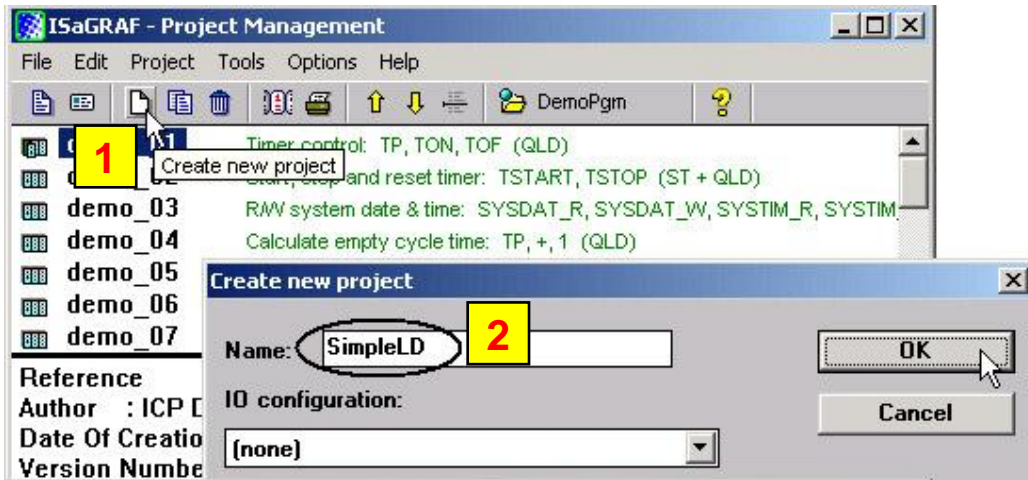 ISaGRAF - Project Management
File Edit Project Tools Options Help
DemoPgm
1
Timer control: TP, TON, TOF (QLD)
Create new project
and reset timer: TSTART, TSTOP (ST + QLD)
demo_03 R/W system date & time: SYSDAT_R, SYSDAT_W, SYSTIM_R, SYSTIM_
demo_04 Calculate empty cycle time: TP, +, 1 (QLD)
demo_05
demo_06
demo_07
Reference
Author : ICP D
Date Of Creatio
Version Numbe
Create new project
Name: SimpleLD
2
OK
IO configuration:
Cancel
(none)